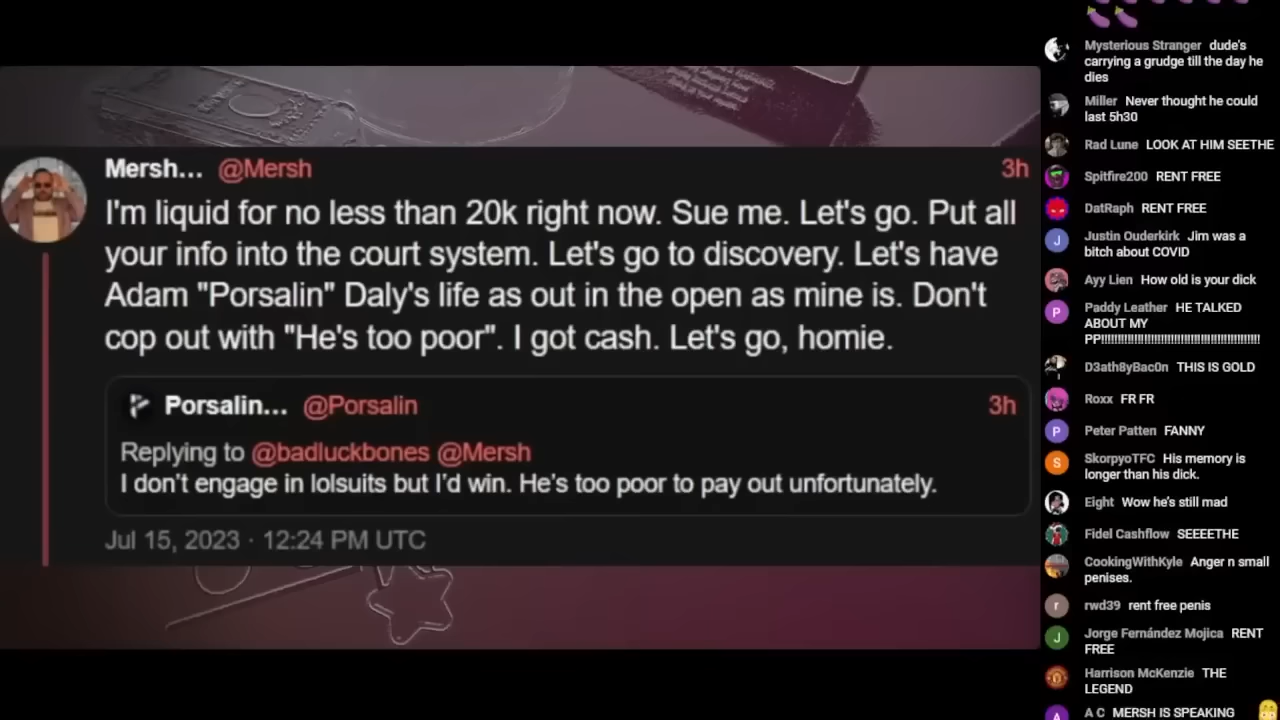 Mersh... @Mersh 3h
I'm liquid for no less than 20k right now. Sue me. Let's go. Put all
your info into the court system. Let's go to discovery. Let's have
Adam "Porsalin" Daly's life as out in the open as mine is. Don't
cop out with "He's too poor". I got cash. Let's go, homie.
Porsalin... @Porsalin 3h
Replying to @badluckbones @Mersh
I don't engage in lolsuits but I'd win. He's too poor to pay out unfortunately.
Jul 15, 2023 · 12:24 PM UTC
Mysterious Stranger dude's
carrying a grudge till the day he
dies
Miller Never thought he could
last 5h30
Rad Lune LOOK AT HIM SEETHE
Spitfire200 RENT FREE
DatRaph RENT FREE
J
Justin Ouderkirk Jim was a
bitch about COVID
Ayy Lien How old is your dick
P
Paddy Leather HE TALKED
ABOUT MY
PP!!!!!!!!!!!!!!!!!!!!!!!!!!!!!!!!!!!!!!!!!!!!!!!!
D3ath8yBac0n THIS IS GOLD
Roxx FR FR
P
Peter Patten FANNY
S
SkorpyoTFC His memory is
longer than his dick.
Eight Wow he's still mad
Fidel Cashflow SEEEETHE
CookingWithKyle Anger n small
penises.
r
rwd39 rent free penis
J
Jorge Fernández Mojica RENT
FREE
Harrison McKenzie THE
LEGEND
A
A C MERSH IS SPEAKING